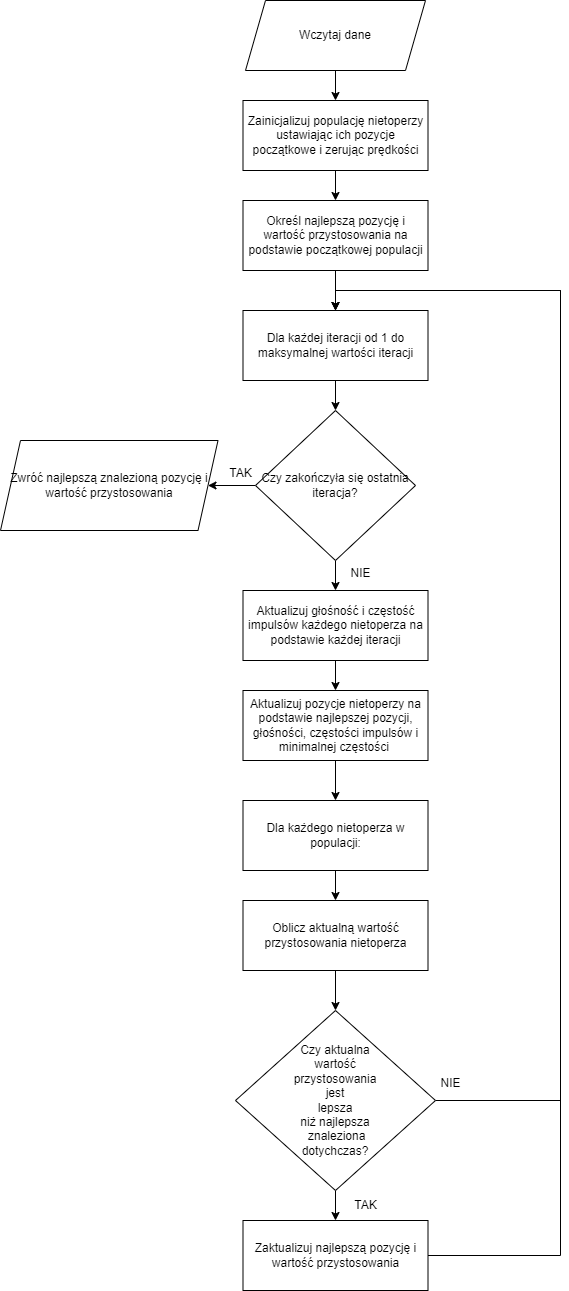 Wczytaj dane
Zainicjalizuj populację nietoperzy
ustawiając ich pozycje
początkowe i zerując prędkości
Określ najlepszą pozycję i
wartość przystosowania na
podstawie początkowej populacji
Dla każdej iteracji od 1 do
maksymalnej wartości iteracji
Czy zakończyła się ostatnia
iteracja?
TAK
Zwróć najlepszą znalezioną pozycję i
wartość przystosowania
NIE
Aktualizuj głośność i częstość
impulsów każdego nietoperza na
podstawie każdej iteracji
Aktualizuj pozycje nietoperzy na
podstawie najlepszej pozycji,
głośności, częstości impulsów i
minimalnej częstości
Dla każdego nietoperza w
populacji:
Oblicz aktualną wartość
przystosowania nietoperza
Czy aktualna
wartość
przystosowania
jest
lepsza
niż najlepsza
znaleziona
dotychczas?
NIE
TAK
Zaktualizuj najlepszą pozycję i
wartość przystosowania